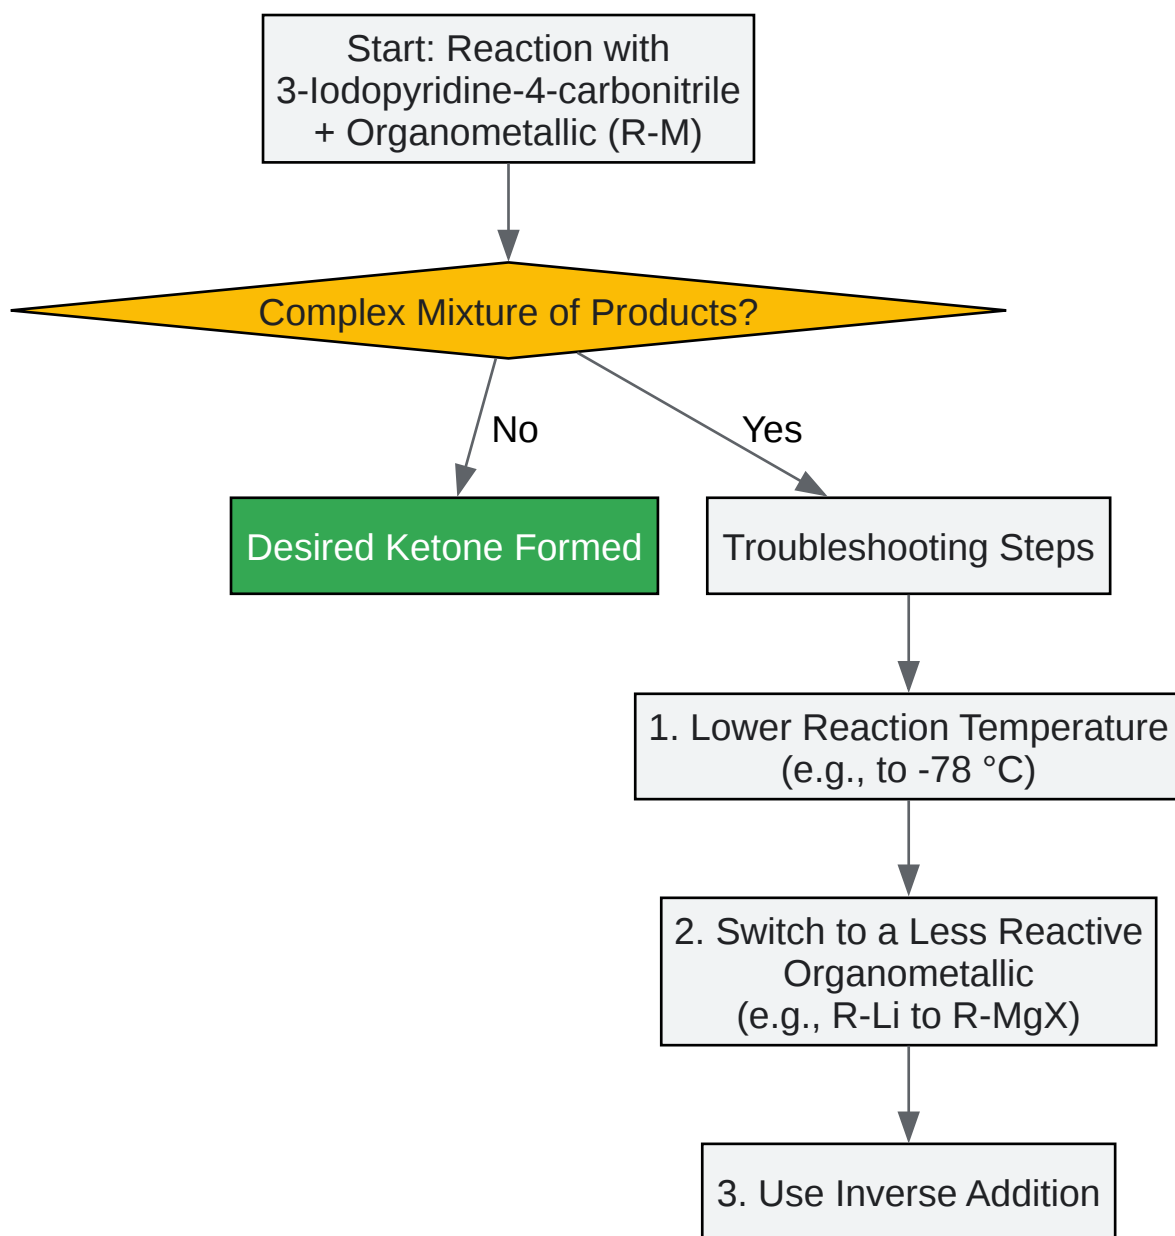 Start: Reaction with
3-Iodopyridine-4-carbonitrile
+ Organometallic (R-M)
Complex Mixture of Products?
No
Yes
Desired Ketone Formed
Troubleshooting Steps
1. Lower Reaction Temperature
(e.g., to -78 °C)
2. Switch to a Less Reactive
Organometallic
(e.g., R-Li to R-MgX)
3. Use Inverse Addition